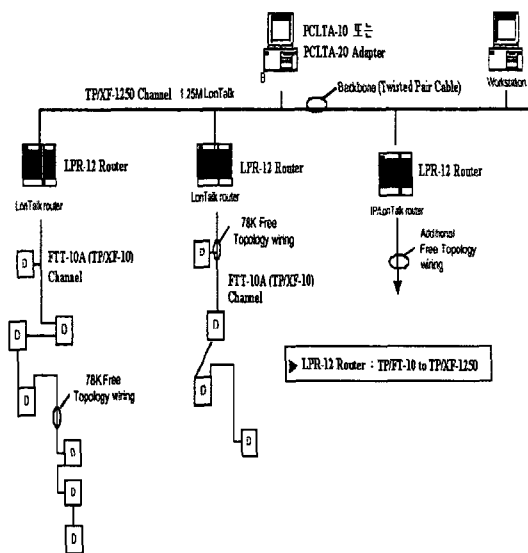 PCLTA-10 또는
PCLTA-20 Adapter
Workstation
TP/XF-1250 Channel 1.25M LonTalk
Backbone (Twisted Pair Cable)
LPR-12 Router
LonTalk router
LPR-12 Router
LonTalk router
LPR-12 Router
IP/LonTalk router
FTT-10A (TP/XF-10)
Channel
78K Free
Topology wiring
FTT-10A (TP/XF-10)
Channel
Additional
Free Topology
wiring
D
D
D
D
D
D
78K Free
Topology wiring
D
D
D
D
D
D
LPR-12 Router : TP/FT-10 to TP/XF-1250